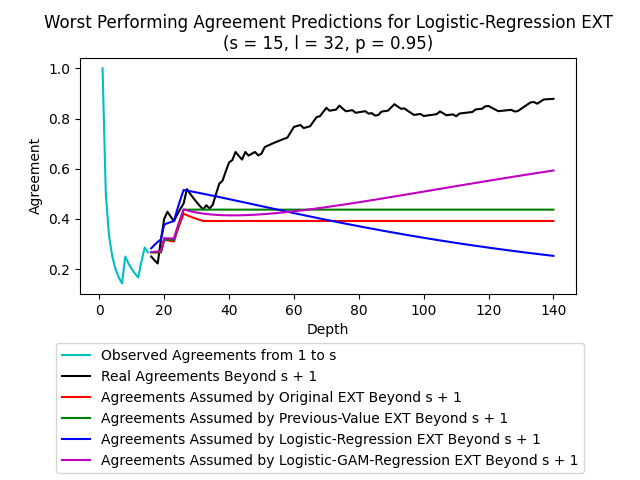 Worst Performing Agreement Predictions for Logistic-Regression EXT
(s = 15, l = 32, p = 0.95)
1.0
0.8
0.6
0.4
0.2
Agreement
0 20 40 60 80 100 120 140
Depth
Observed Agreements from 1 to s
Real Agreements Beyond s + 1
Agreements Assumed by Original EXT Beyond s + 1
Agreements Assumed by Previous-Value EXT Beyond s + 1
Agreements Assumed by Logistic-Regression EXT Beyond s + 1
Agreements Assumed by Logistic-GAM-Regression EXT Beyond s + 1